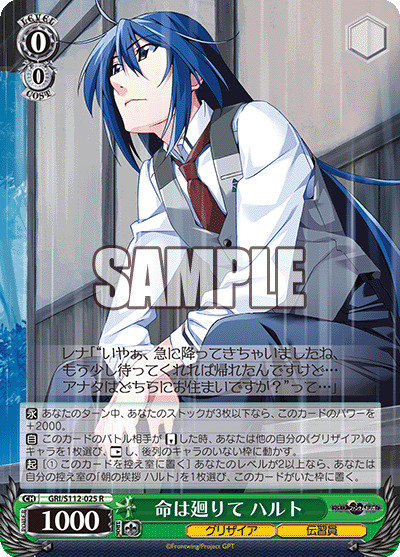 LEVEL
0
0
COST
SAMPLE
レナ「“いやぁ、急に降ってきちゃいましたね、
もう少し待ってくれれば帰れたんですけど…
アナタはどちらにお住まいですか?”って…」
永 あなたのターン中、あなたのストックが3枚以下なら、このカードのパワーを
+2000。
自 このカードのバトル相手が した時、あなたは他の自分の《グリザイア》の
キャラを1枚選び、 し、後列のキャラのいない枠に動かす。
起 [① このカードを控え室に置く] あなたのレベルが2以上なら、あなたは
自分の控え室の「朝の挨拶 ハルト」を1枚選び、このカードがいた枠に置く。
CH GRI/S112-025 R
POWER
1000
命は廻りて ハルト
グリザイア
伝習員
©Frontwing/Project GPT